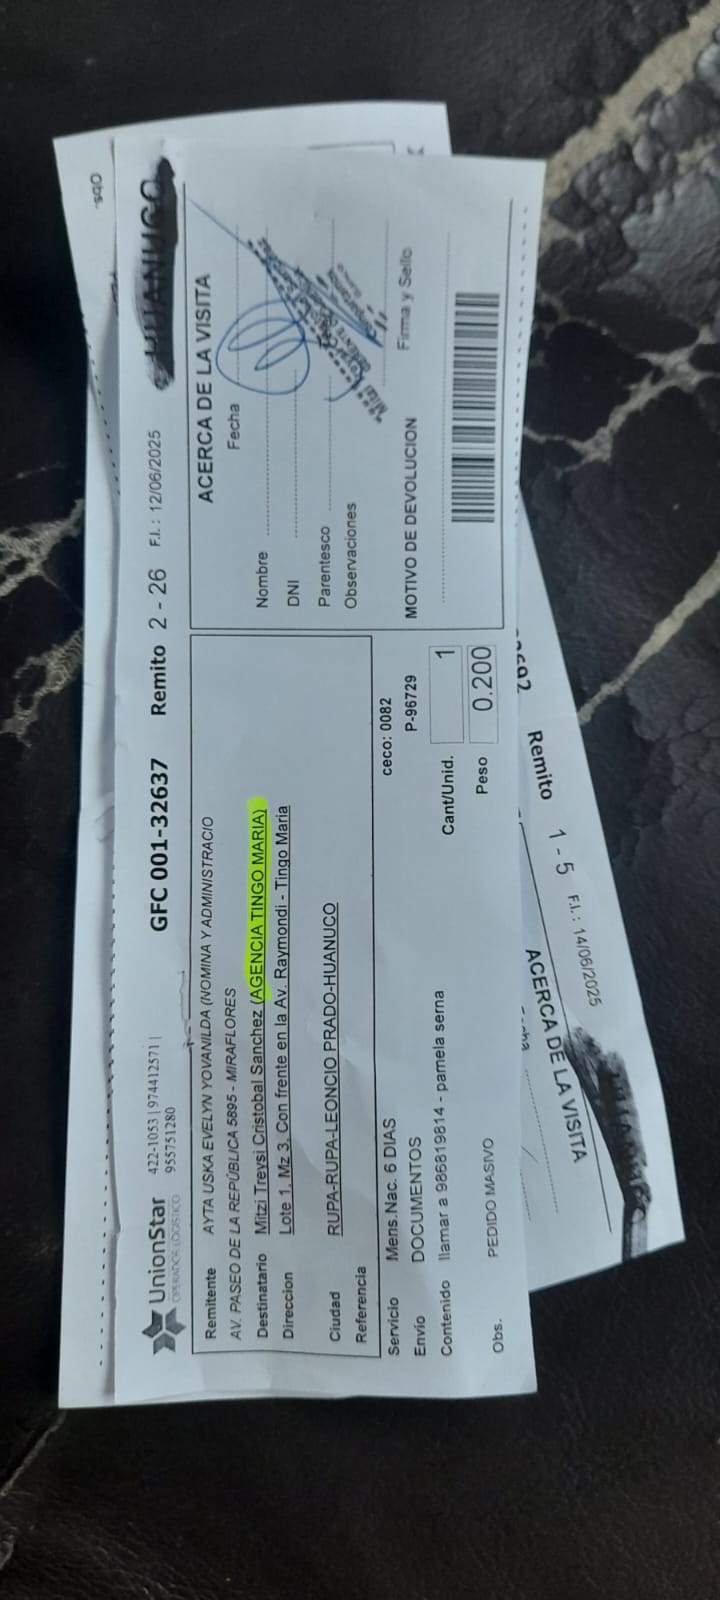 UnionStar
OPERADOR LOGÍSTICO
422-1053 | 974412571 |
955751280
GFC 001-32637
Remito 2 - 26
F.I.: 12/06/2025
HUANUCO
Remitente AYTA USKA EVELYN YOVANILDA (NOMINA Y ADMINISTRACIO
AV. PASEO DE LA REPÚBLICA 5895 - MIRAFLORES
Destinatario Mitzi Treysi Cristobal Sanchez (AGENCIA TINGO MARIA)
Direccion Lote 1, Mz 3, Con frente en la Av. Raymondi - Tingo Maria
Ciudad RUPA-RUPA-LEONCIO PRADO-HUANUCO
Referencia
Servicio Mens.Nac. 6 DIAS
ceco: 0082
Envío DOCUMENTOS
P-96729
Contenido llamar a 986819814 - pamela serna
Cant/Unid. 1
Peso 0.200
Obs. PEDIDO MASIVO
ACERCA DE LA VISITA
Fecha
Nombre
DNI
Parentesco
Observaciones
Firma y Sello
MOTIVO DE DEVOLUCION
Obs.
Remito 1 - 5 F.I.: 14/06/2025
ACERCA DE LA VISITA